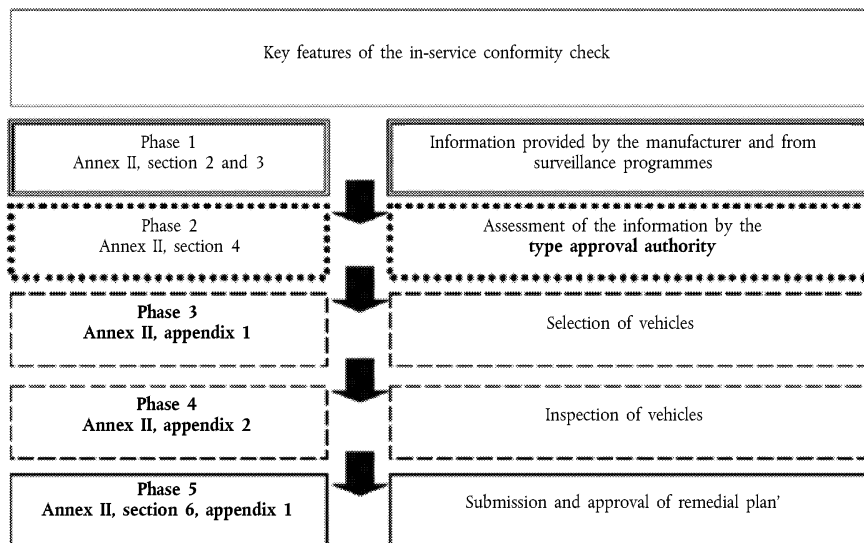 Key features of the in-service conformity check
Phase 1
Annex II, section 2 and 3
Information provided by the manufacturer and from
surveillance programmes
Phase 2
Annex II, section 4
Assessment of the information by the
type approval authority
Phase 3
Annex II, appendix 1
Selection of vehicles
Phase 4
Annex II, appendix 2
Inspection of vehicles
Phase 5
Annex II, section 6, appendix 1
Submission and approval of remedial plan’